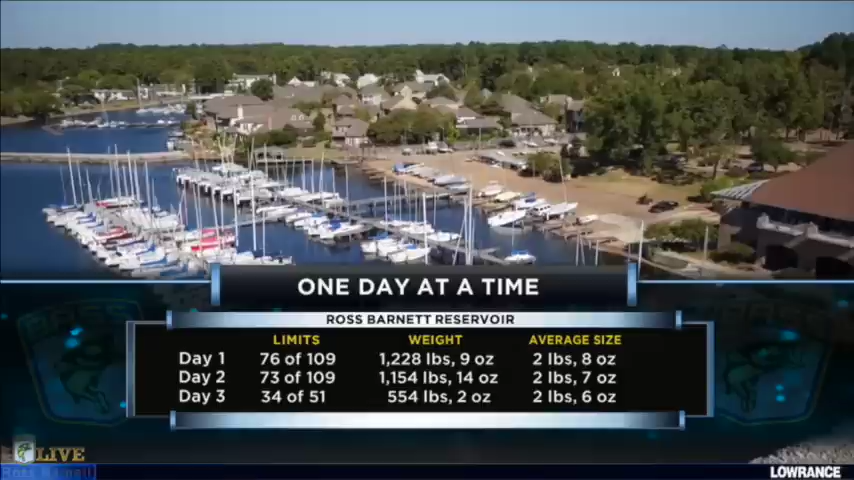 ONE DAY AT A TIME
ROSS BARNETT RESERVOIR
LIMITS WEIGHT AVERAGE SIZE
Day 1 76 of 109 1,228 lbs, 9 oz 2 lbs, 8 oz
Day 2 73 of 109 1,154 lbs, 14 oz 2 lbs, 7 oz
Day 3 34 of 51 554 lbs, 2 oz 2 lbs, 6 oz
LIVE
Ross Barnett
LOWRANCE